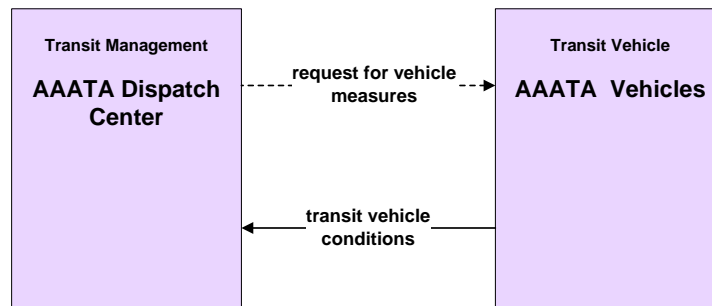 Transit Management
AAATA Dispatch
Center
request for vehicle
measures
Transit Vehicle
AAATA Vehicles
transit vehicle
conditions